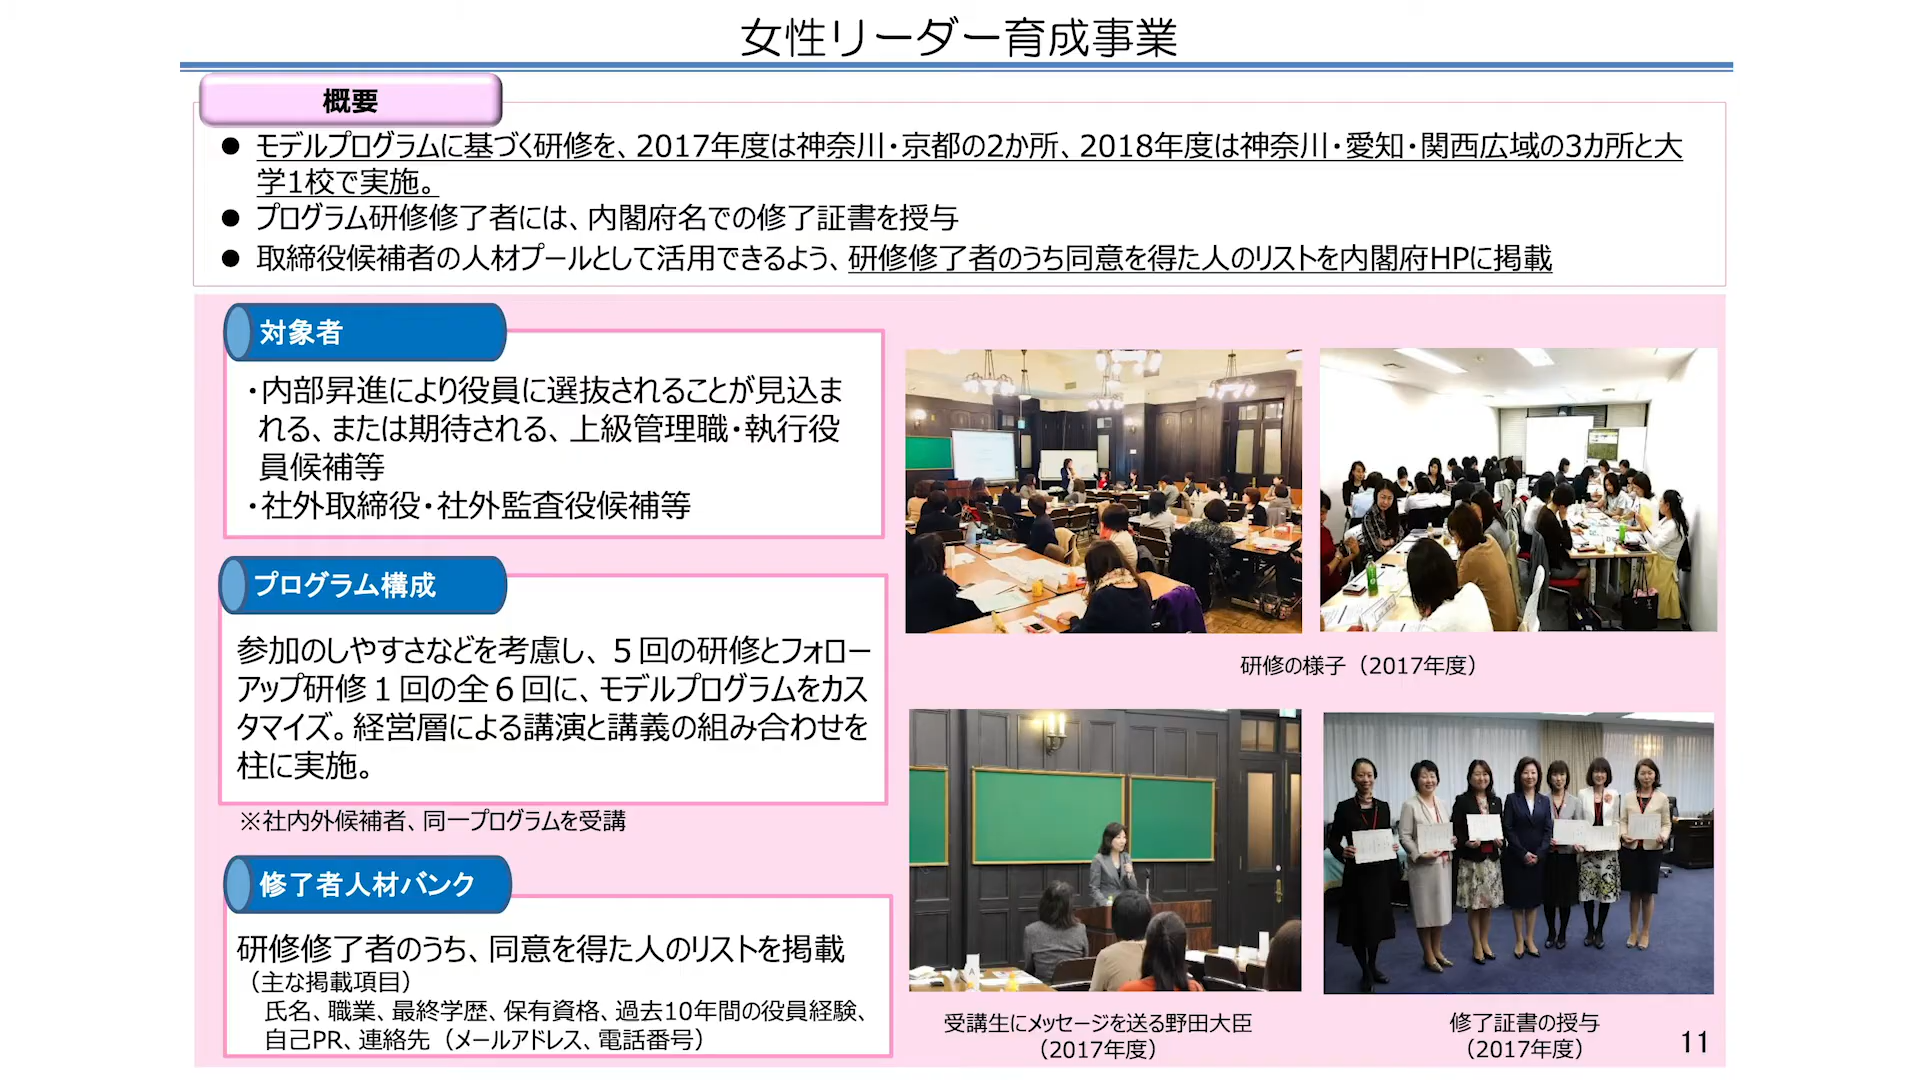 女性リーダー育成事業
概要
● モデルプログラムに基づく研修を、2017年度は神奈川・京都の2か所、2018年度は神奈川・愛知・関西広域の3カ所と大
学1校で実施。
● プログラム研修修了者には、内閣府名での修了証書を授与
● 取締役候補者の人材プールとして活用できるよう、研修修了者のうち同意を得た人のリストを内閣府HPに掲載
対象者
・内部昇進により役員に選抜されることが見込ま
れる、または期待される、上級管理職・執行役
員候補等
・社外取締役・社外監査役候補等
プログラム構成
参加のしやすさなどを考慮し、５回の研修とフォロー
アップ研修１回の全６回に、モデルプログラムをカス
タマイズ。経営層による講演と講義の組み合わせを
柱に実施。
※社内外候補者、同一プログラムを受講
修了者人材バンク
研修修了者のうち、同意を得た人のリストを掲載
（主な掲載項目）
氏名、職業、最終学歴、保有資格、過去10年間の役員経験、
自己PR、連絡先（メールアドレス、電話番号）
研修の様子（2017年度）
A
受講生にメッセージを送る野田大臣
（2017年度）
修了証書の授与
（2017年度）
11